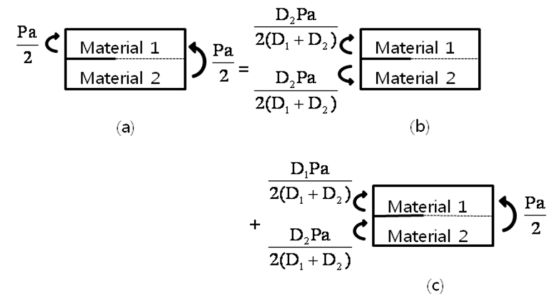 Pa/2
Material 1
Material 2
Pa/2
(a)
=
D₂Pa/2(D₁ + D₂)
D₂Pa/2(D₁ + D₂)
Material 1
Material 2
(b)
+
D₁Pa/2(D₁ + D₂)
D₂Pa/2(D₁ + D₂)
Material 1
Material 2
Pa/2
(c)